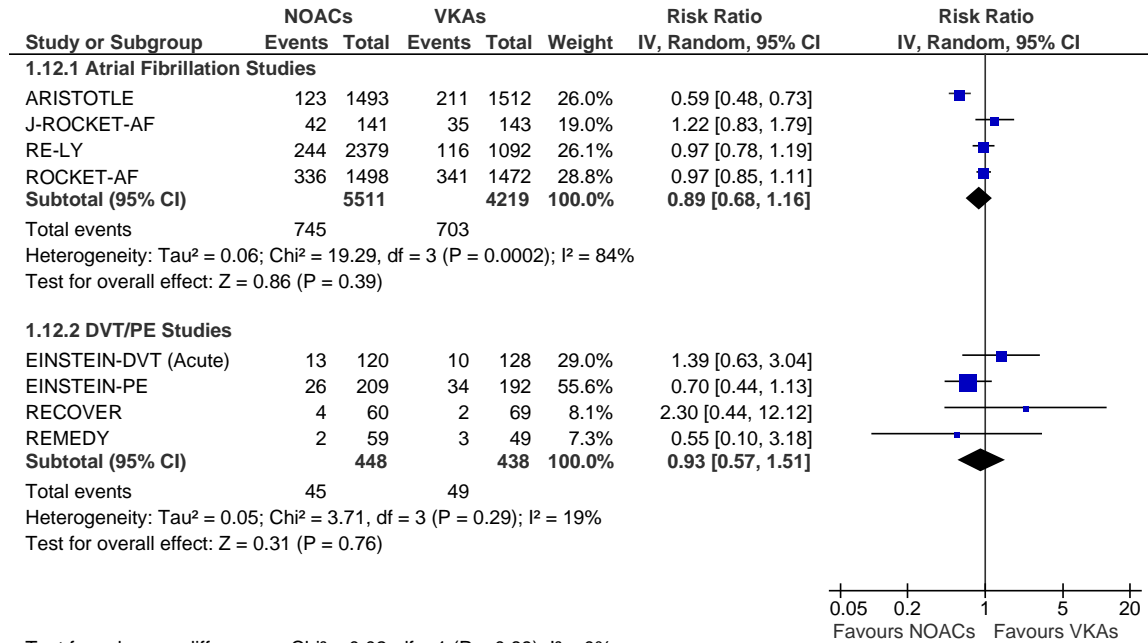 NOACs VKAs Risk Ratio Risk Ratio
Study or Subgroup Events Total Events Total Weight IV, Random, 95% CI IV, Random, 95% CI
1.12.1 Atrial Fibrillation Studies
ARISTOTLE 123 1493 211 1512 26.0% 0.59 [0.48, 0.73]
J-ROCKET-AF 42 141 35 143 19.0% 1.22 [0.83, 1.79]
RE-LY 244 2379 116 1092 26.1% 0.97 [0.78, 1.19]
ROCKET-AF 336 1498 341 1472 28.8% 0.97 [0.85, 1.11]
Subtotal (95% CI) 5511 4219 100.0% 0.89 [0.68, 1.16]
Total events 745 703
Heterogeneity: Tau² = 0.06; Chi² = 19.29, df = 3 (P = 0.0002); I² = 84%
Test for overall effect: Z = 0.86 (P = 0.39)
1.12.2 DVT/PE Studies
EINSTEIN-DVT (Acute) 13 120 10 128 29.0% 1.39 [0.63, 3.04]
EINSTEIN-PE 26 209 34 192 55.6% 0.70 [0.44, 1.13]
RECOVER 4 60 2 69 8.1% 2.30 [0.44, 12.12]
REMEDY 2 59 3 49 7.3% 0.55 [0.10, 3.18]
Subtotal (95% CI) 448 438 100.0% 0.93 [0.57, 1.51]
Total events 45 49
Heterogeneity: Tau² = 0.05; Chi² = 3.71, df = 3 (P = 0.29); I² = 19%
Test for overall effect: Z = 0.31 (P = 0.76)
0.05 0.2 1 5 20
Favours NOACs Favours VKAs